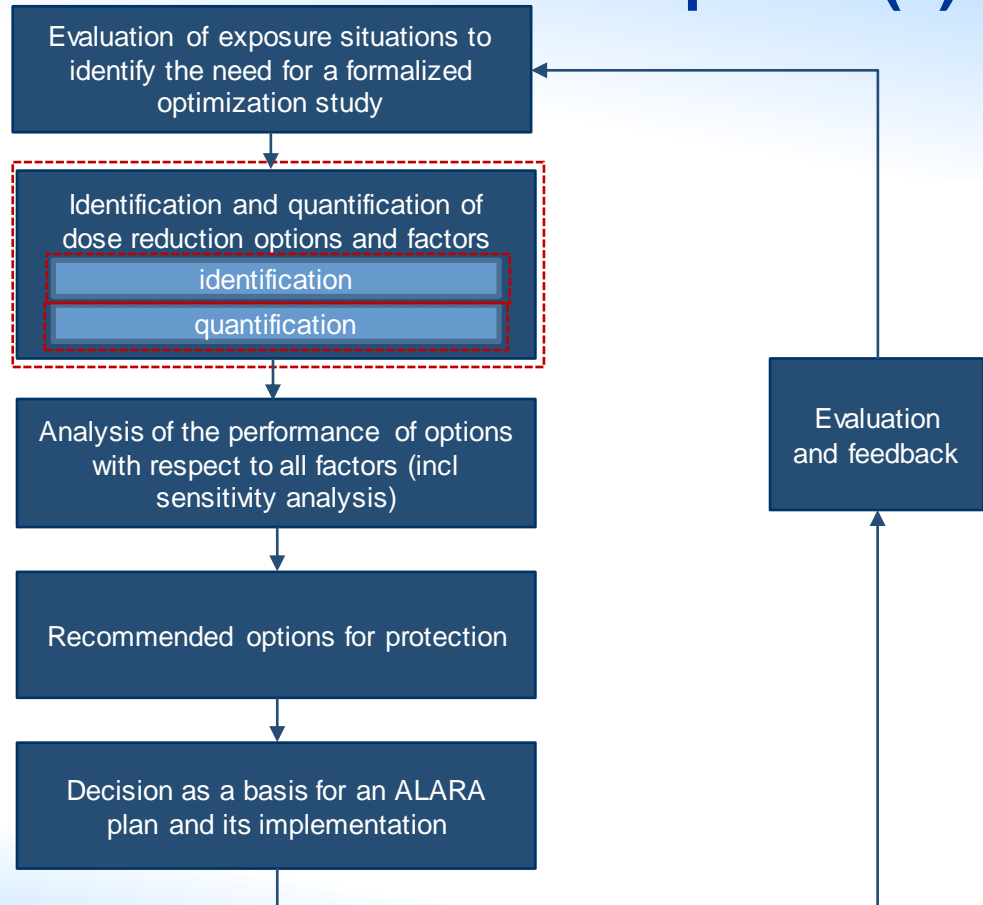 Evaluation of exposure situations to
identify the need for a formalized
optimization study
Identification and quantification of
dose reduction options and factors
identification
quantification
Analysis of the performance of options
with respect to all factors (incl
sensitivity analysis)
Evaluation
and feedback
Recommended options for protection
Decision as a basis for an ALARA
plan and its implementation